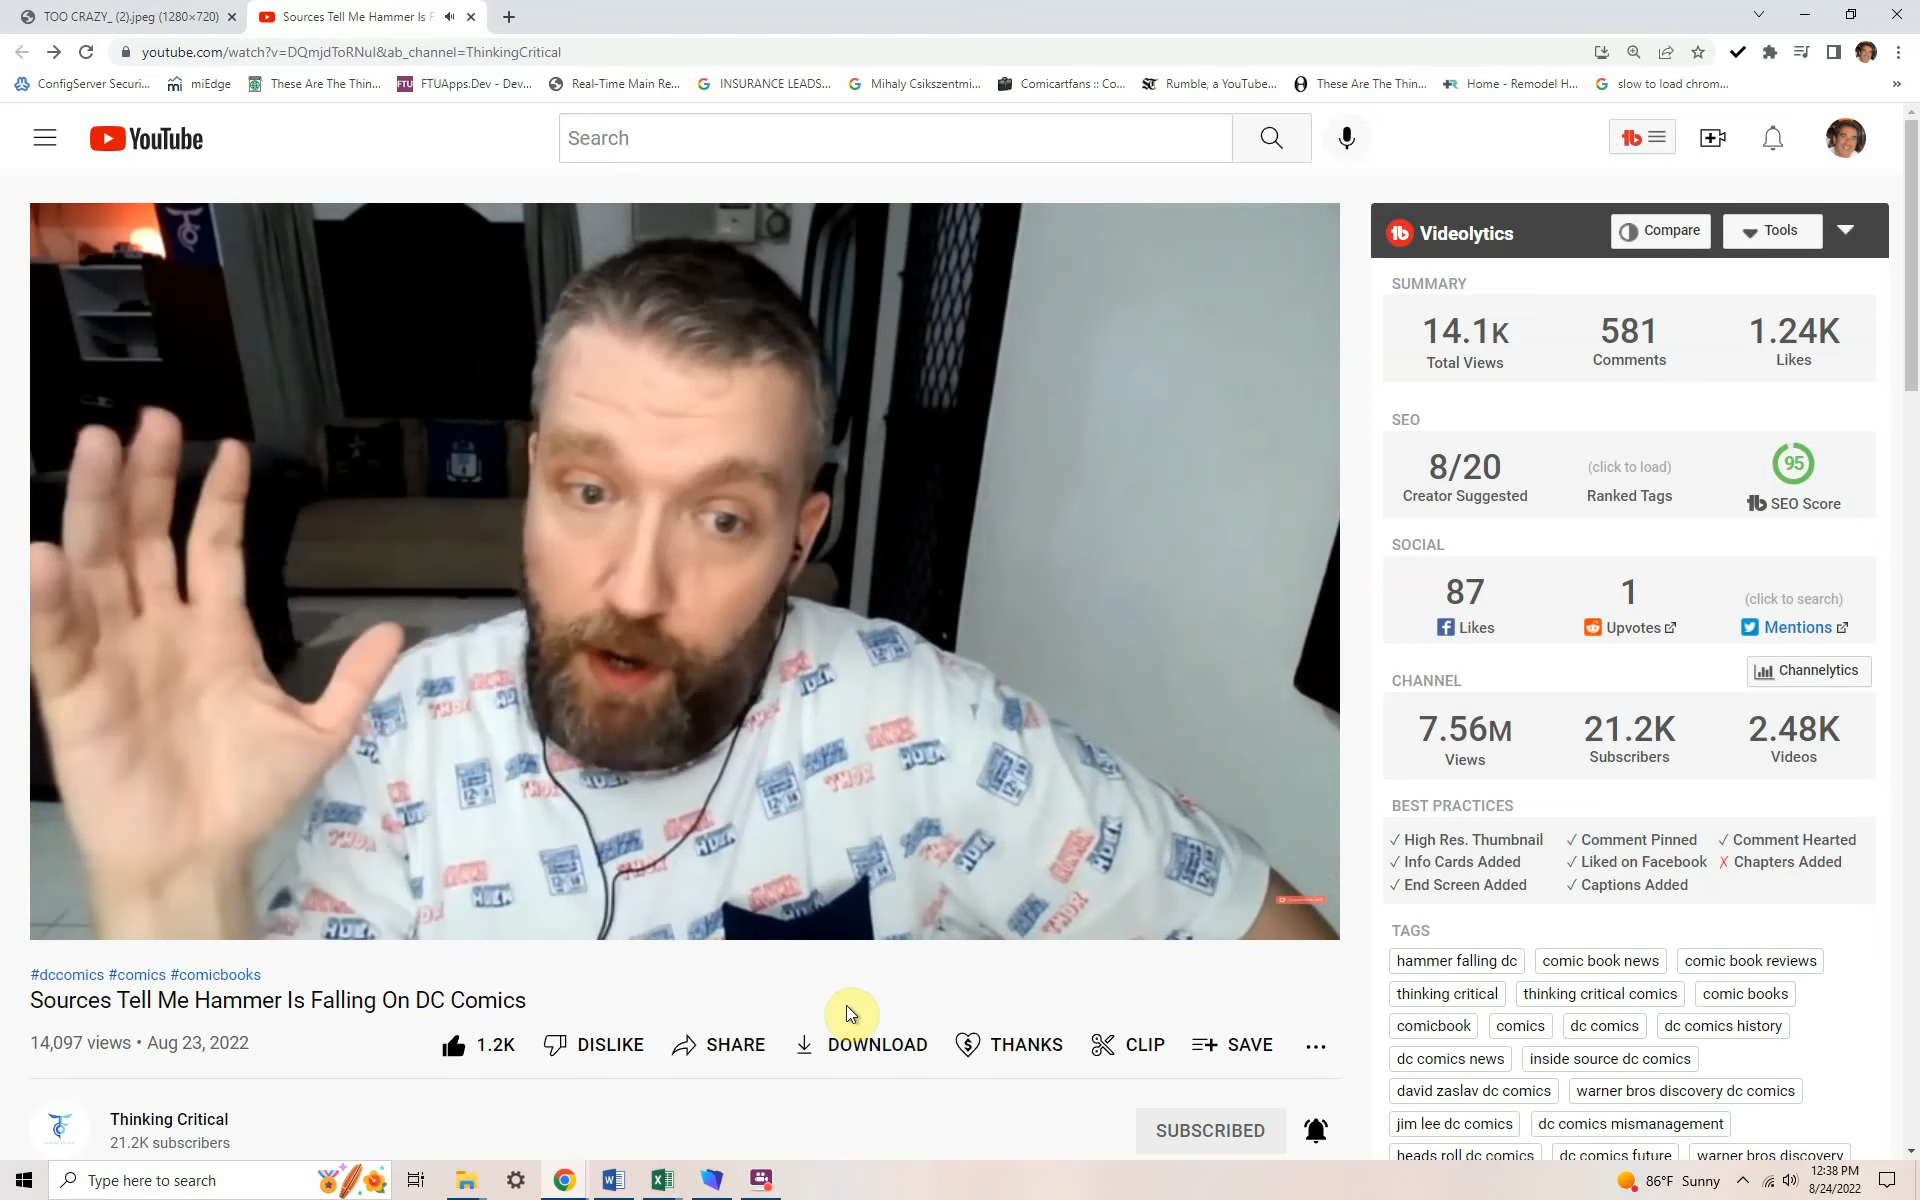 TOO CRAZY_ (2).jpeg (1280×720)
Sources Tell Me Hammer Is F
youtube.com/watch?v=DQmjdToRNuI&ab_channel=ThinkingCritical
ConfigServer Securi...
miEdge
These Are The Thin...
FTU
FTUApps.Dev - Dev...
Real-Time Main Re...
INSURANCE LEADS...
Mihaly Csikszentmi...
Comicartfans :: Co...
Rumble, a YouTube...
These Are The Thin...
Home - Remodel H...
slow to load chrom...
YouTube
Search
Videolytics
Compare
Tools
SUMMARY
14.1K 581 1.24K
Total Views Comments Likes
SEO
8/20 (click to load) 95
Creator Suggested Ranked Tags SEO Score
SOCIAL
87 1 (click to search)
Likes Upvotes Mentions
CHANNEL Channelytics
7.56M 21.2K 2.48K
Views Subscribers Videos
BEST PRACTICES
✓ High Res. Thumbnail ✓ Comment Pinned ✓ Comment Hearted
✓ Info Cards Added ✓ Liked on Facebook ✗ Chapters Added
✓ End Screen Added ✓ Captions Added
TAGS
hammer falling dc comic book news comic book reviews
thinking critical thinking critical comics comic books
comicbook comics dc comics dc comics history
dc comics news inside source dc comics
david zaslav dc comics warner bros discovery dc comics
jim lee dc comics dc comics mismanagement
heads roll dc comics dc comics future warner bros discovery
THOR
HULK
#dccomics #comics #comicbooks
Sources Tell Me Hammer Is Falling On DC Comics
14,097 views • Aug 23, 2022
1.2K DISLIKE SHARE DOWNLOAD THANKS CLIP SAVE ...
Thinking Critical
21.2K subscribers
SUBSCRIBED
Type here to search
86°F Sunny
12:38 PM
8/24/2022